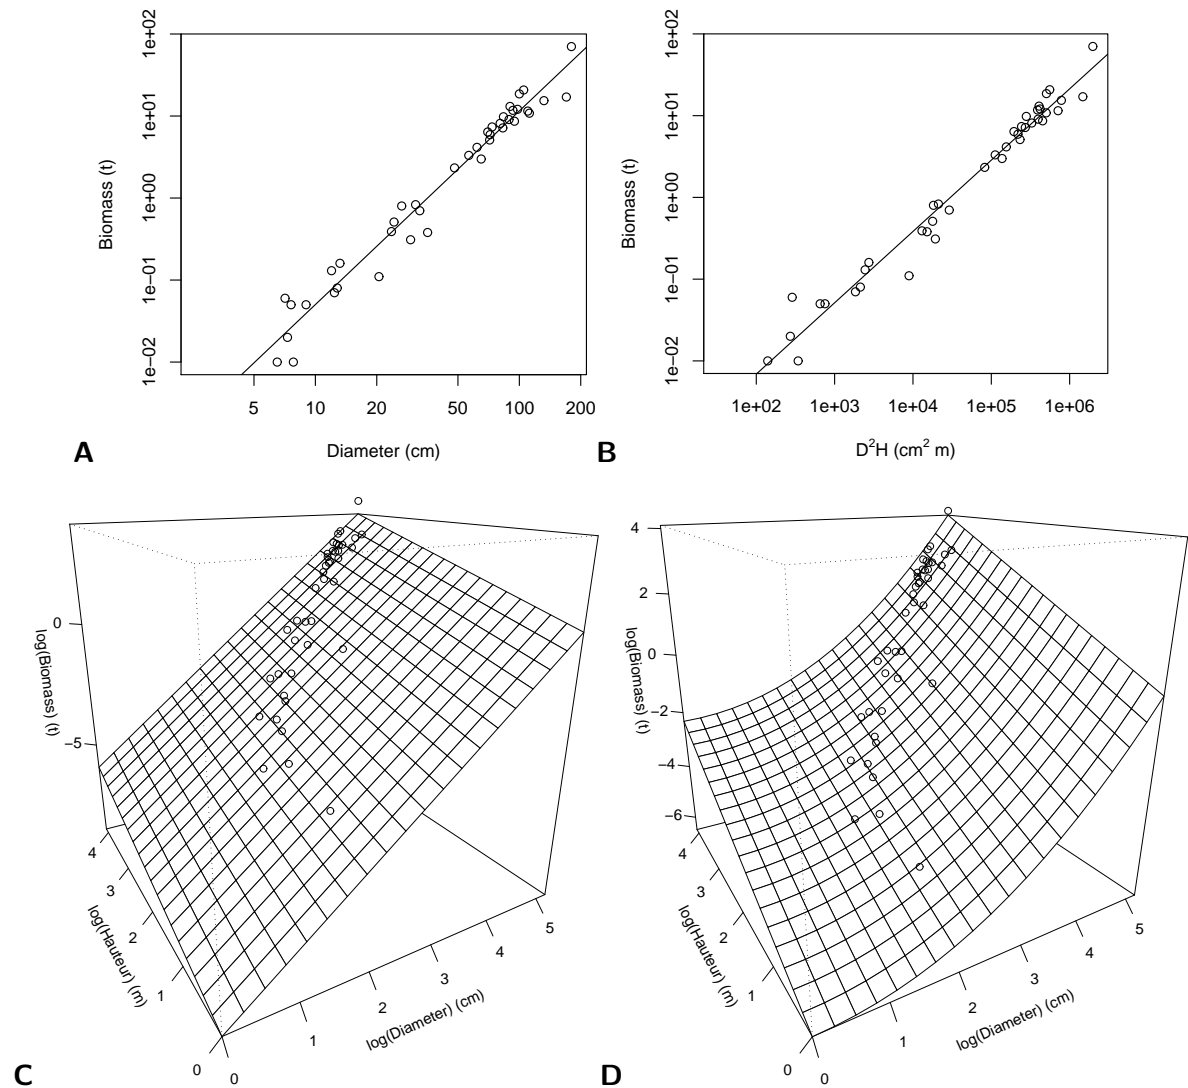 1e+02
1e+01
1e+00
1e−01
1e−02
Biomass (t)
5 10 20 50 100 200
Diameter (cm)
A
1e+02
1e+01
1e+00
1e−01
1e−02
Biomass (t)
1e+02 1e+03 1e+04 1e+05 1e+06
D²H (cm² m)
B
0
−5
log(Biomass) (t)
4
3
2
1
0
log(Hauteur) (m)
0
1
2
3
4
5
log(Diameter) (cm)
C
4
2
0
−2
−4
−6
log(Biomass) (t)
4
3
2
1
0
log(Hauteur) (m)
0
1
2
3
4
5
log(Diameter) (cm)
D